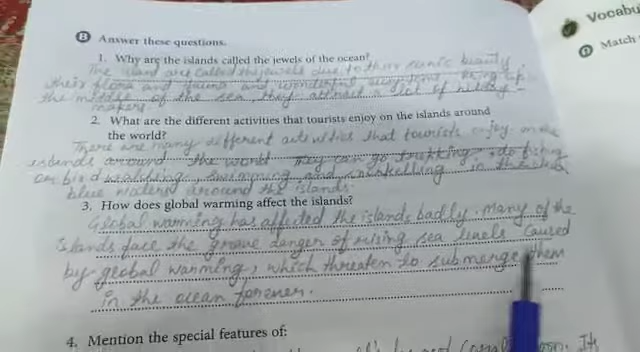 Vocabu
B Answer these questions.
D Match
1. Why are the islands called the jewels of the ocean?
The island are called the jewels due to their scenic beauty,
their flora and fauna and wonderful Being up
the middle of the sea, they attract a lot of holiday
makers.
2. What are the different activities that tourists enjoy on the islands around
the world?
There are many different activities that tourists enjoy on the
islands around the world They can go trekking, do fishing
or bird watching, swimming and snorkelling in the
blue waters around the islands.
3. How does global warming affect the islands?
Global warming has affected the islands badly. Many of the
islands face the grave danger of rising sea levels caused
by global warming, which threaten to submerge them
in the ocean forever.
4. Mention the special features of:
Its